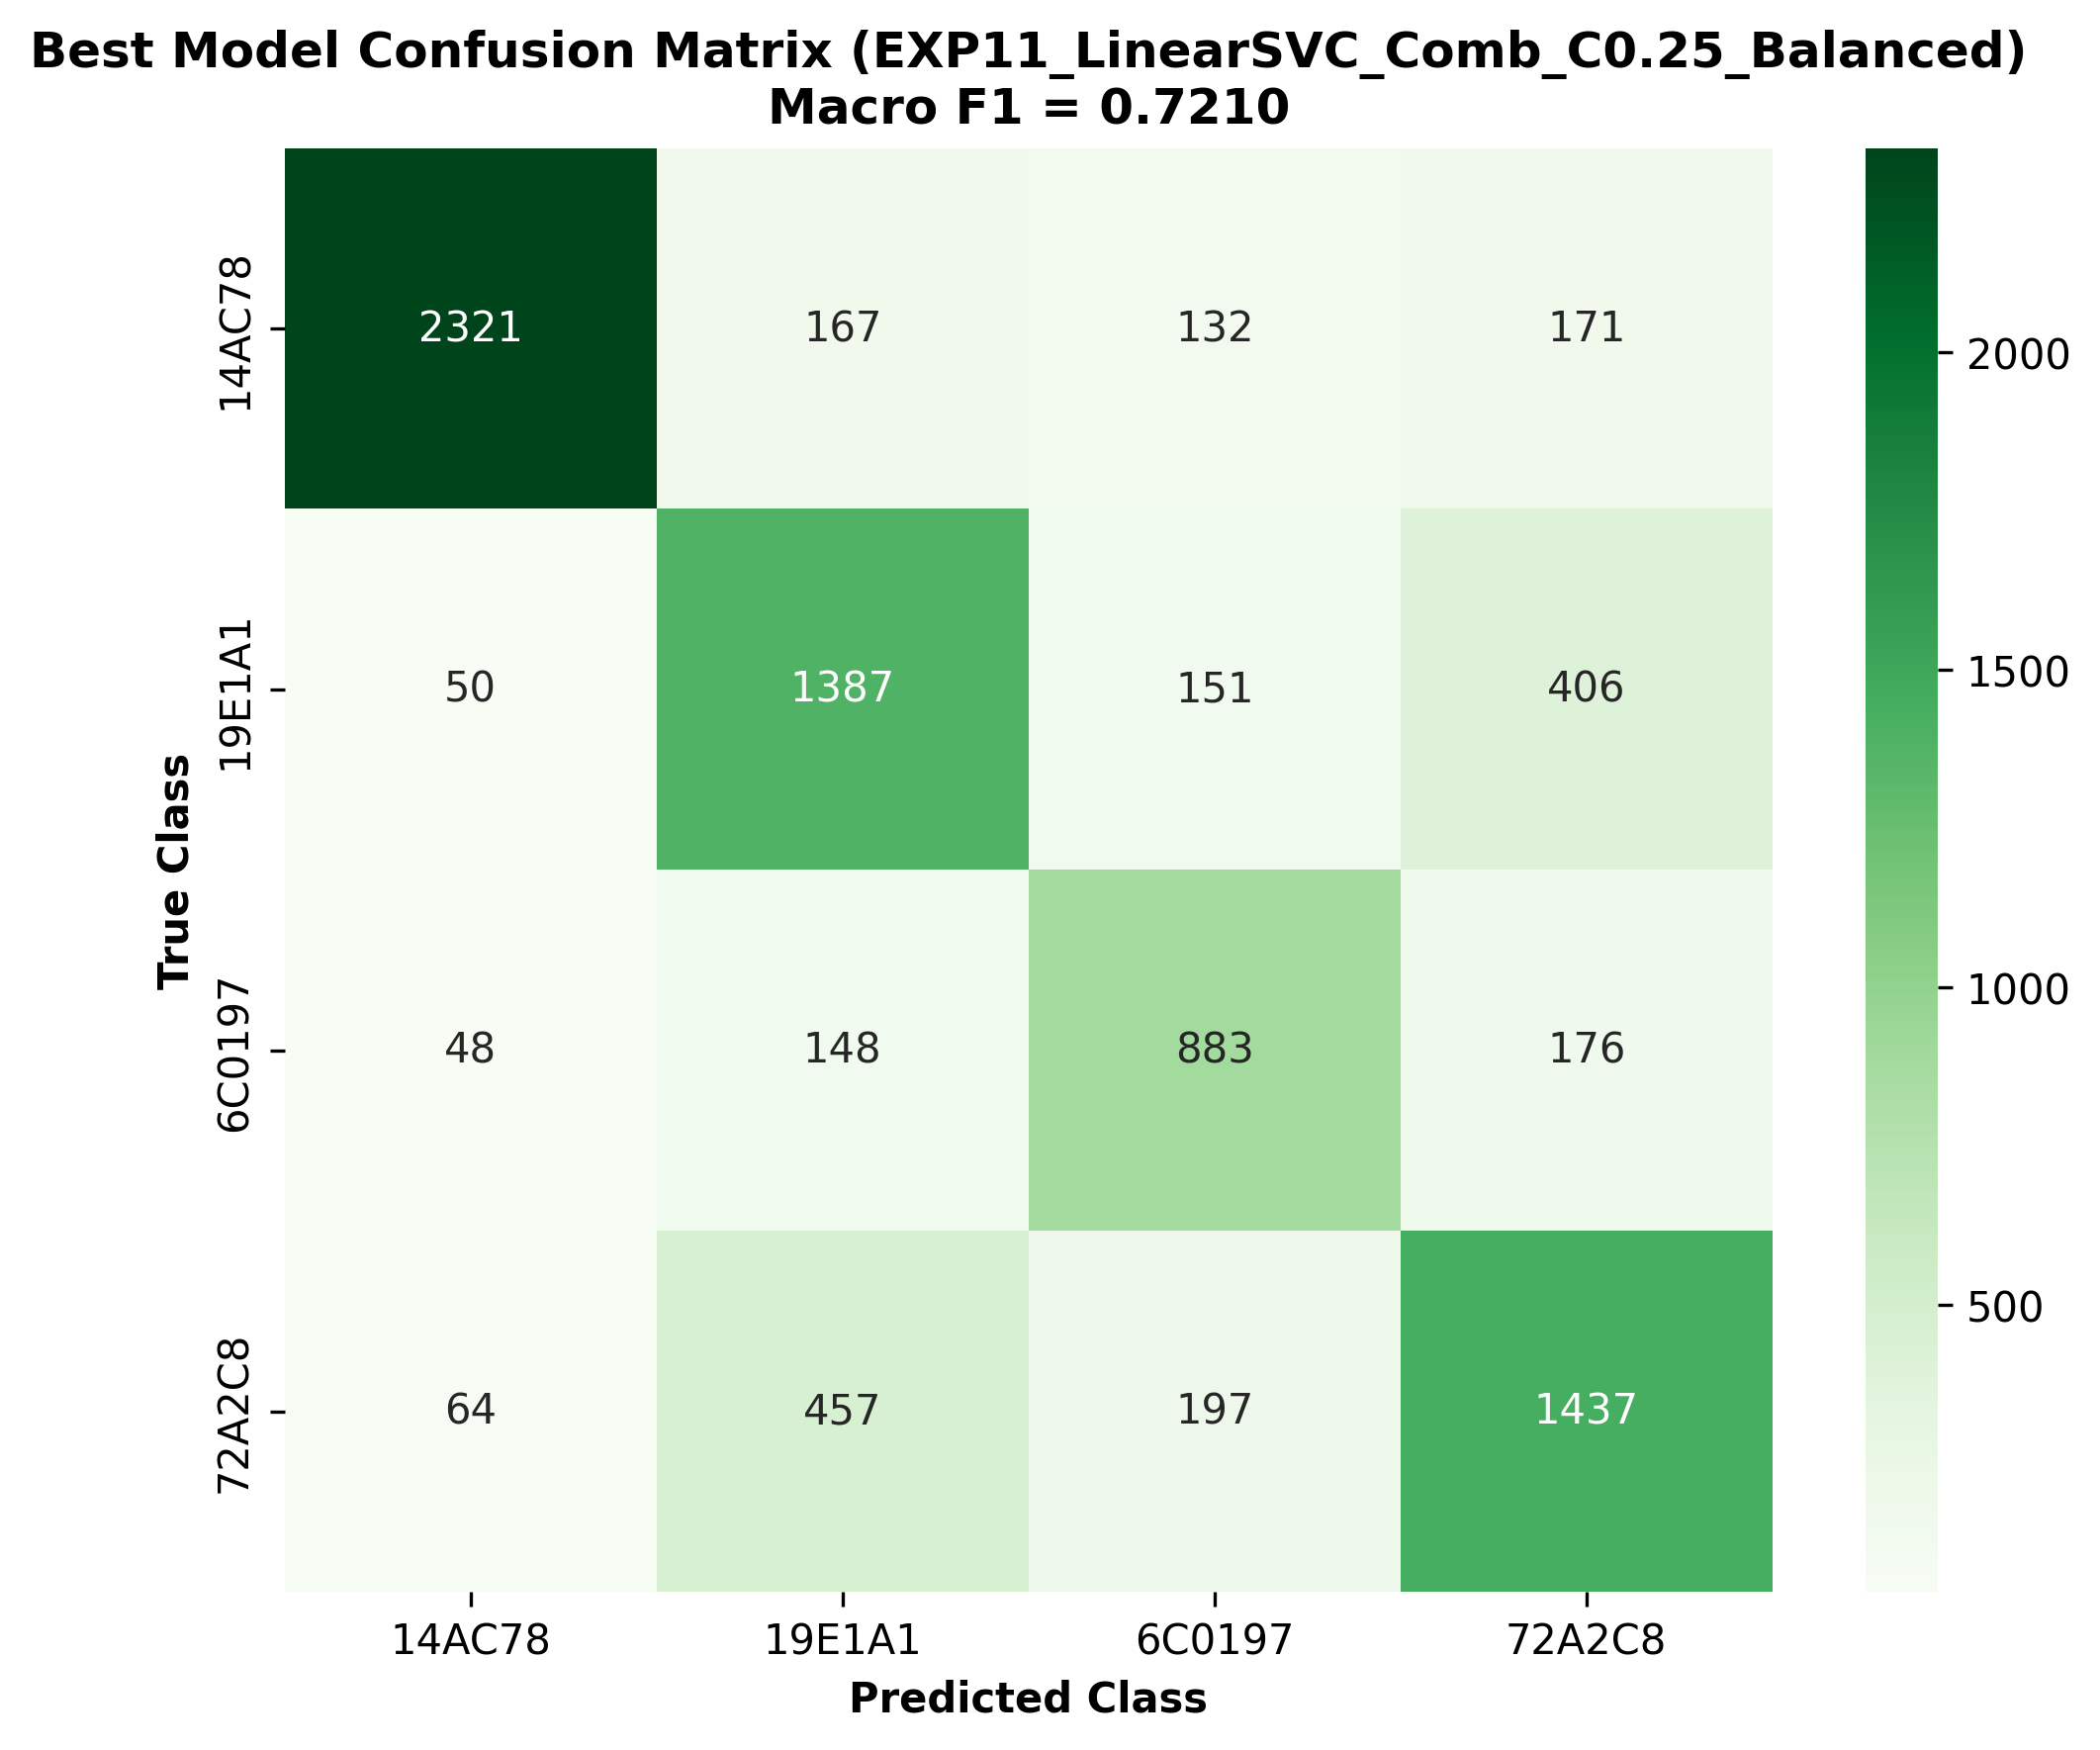 Best Model Confusion Matrix (EXP11_LinearSVC_Comb_C0.25_Balanced)
Macro F1 = 0.7210
True Class
14AC78
2321 167 132 171
19E1A1
50 1387 151 406
6C0197
48 148 883 176
72A2C8
64 457 197 1437
14AC78 19E1A1 6C0197 72A2C8
Predicted Class
2000
1500
1000
500